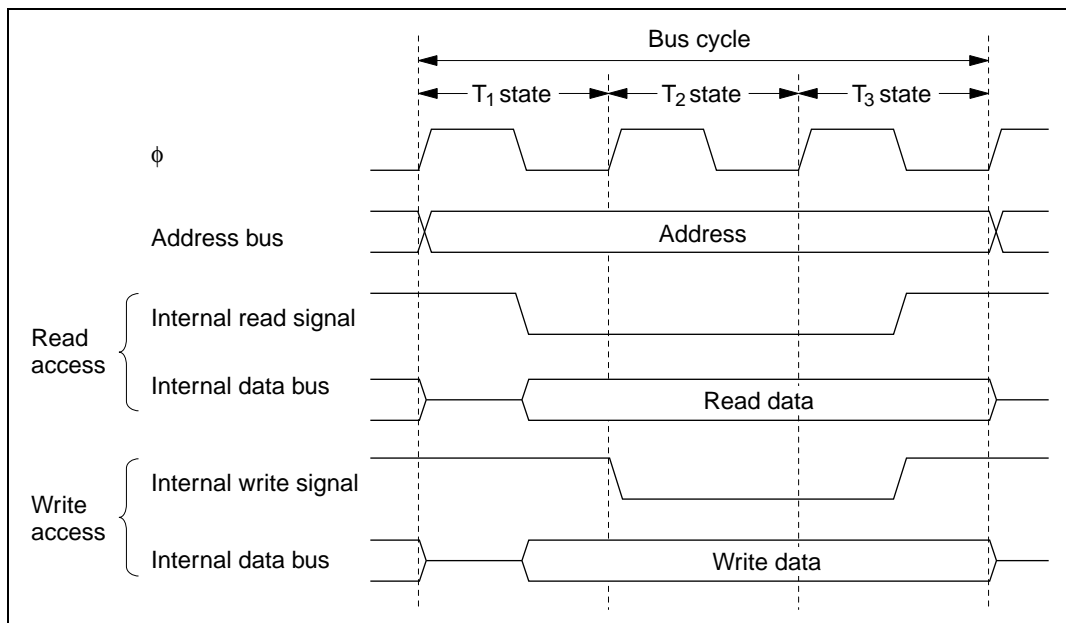 Bus cycle
T1 state T2 state T3 state
ϕ
Address bus
Address
Read
access
Internal read signal
Internal data bus
Read data
Write
access
Internal write signal
Internal data bus
Write data